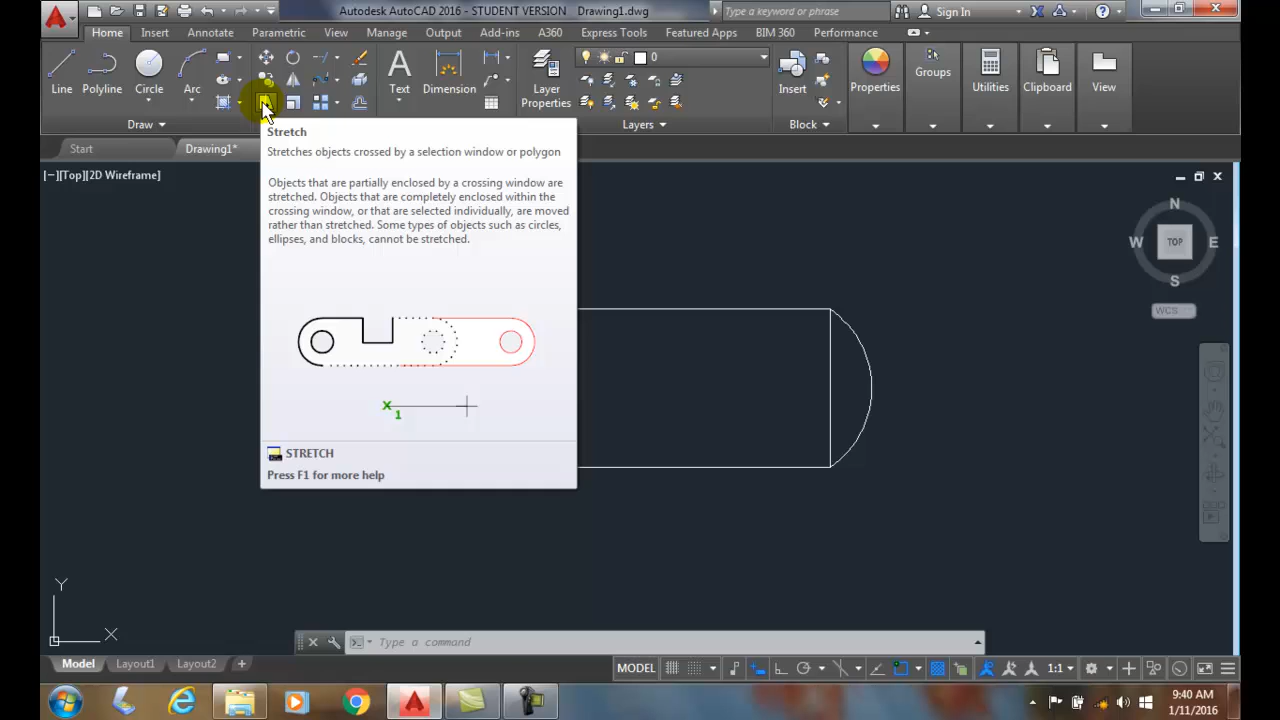 Autodesk AutoCAD 2016 - STUDENT VERSION Drawing1.dwg
Type a keyword or phrase
Sign In
Home Insert Annotate Parametric View Manage Output Add-ins A360 Express Tools Featured Apps BIM 360 Performance
0
Line Polyline Circle Arc
Text Dimension
Layer
Properties
Insert
Properties
Groups
Utilities
Clipboard
View
Draw
Layers
Block
Start
Drawing1*
Stretch
Stretches objects crossed by a selection window or polygon
Objects that are partially enclosed by a crossing window are
stretched. Objects that are completely enclosed within the
crossing window, or that are selected individually, are moved
rather than stretched. Some types of objects such as circles,
ellipses, and blocks, cannot be stretched.
1
STRETCH
Press F1 for more help
[−][Top][2D Wireframe]
N
W TOP E
S
WCS
Y
X
Type a command
Model Layout1 Layout2 +
MODEL
1:1
9:40 AM
1/11/2016